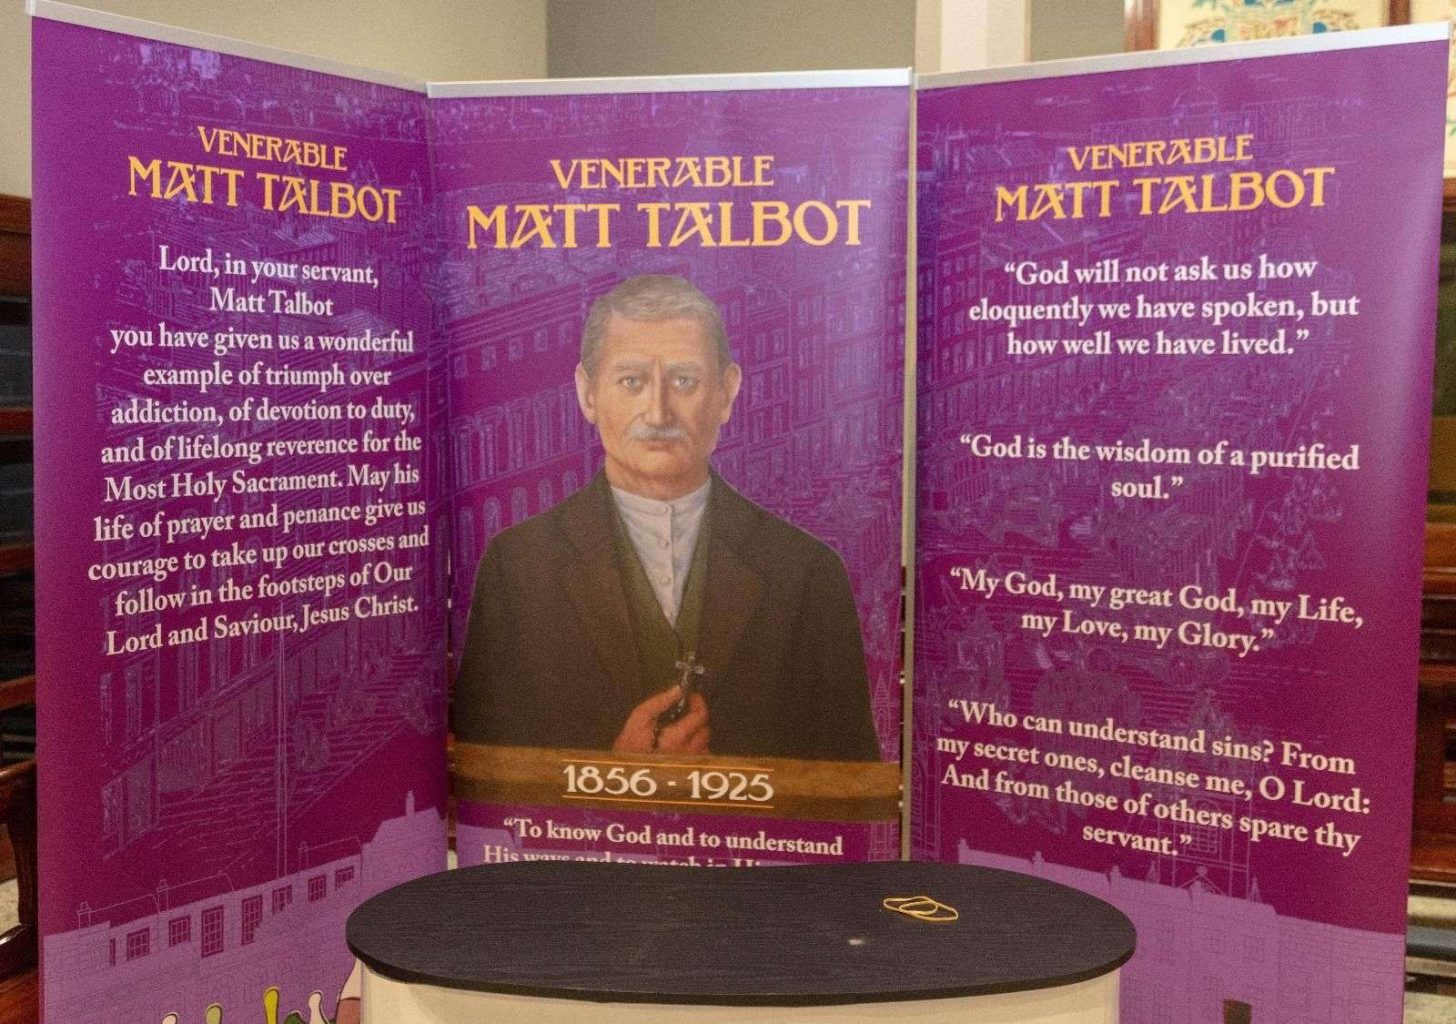 VENERABLE
MATT TALBOT
Lord, in your servant,
Matt Talbot
you have given us a wonderful
example of triumph over
addiction, of devotion to duty,
and of lifelong reverence for the
Most Holy Sacrament. May his
life of prayer and penance give us
courage to take up our crosses and
follow in the footsteps of Our
Lord and Saviour, Jesus Christ.
VENERABLE
MATT TALBOT
1856 - 1925
“To know God and to understand
His ways and to watch in
VENERABLE
MATT TALBOT
“God will not ask us how
eloquently we have spoken, but
how well we have lived.”
“God is the wisdom of a purified
soul.”
“My God, my great God, my Life,
my Love, my Glory.”
“Who can understand sins? From
my secret ones, cleanse me, O Lord:
And from those of others spare thy
servant.”